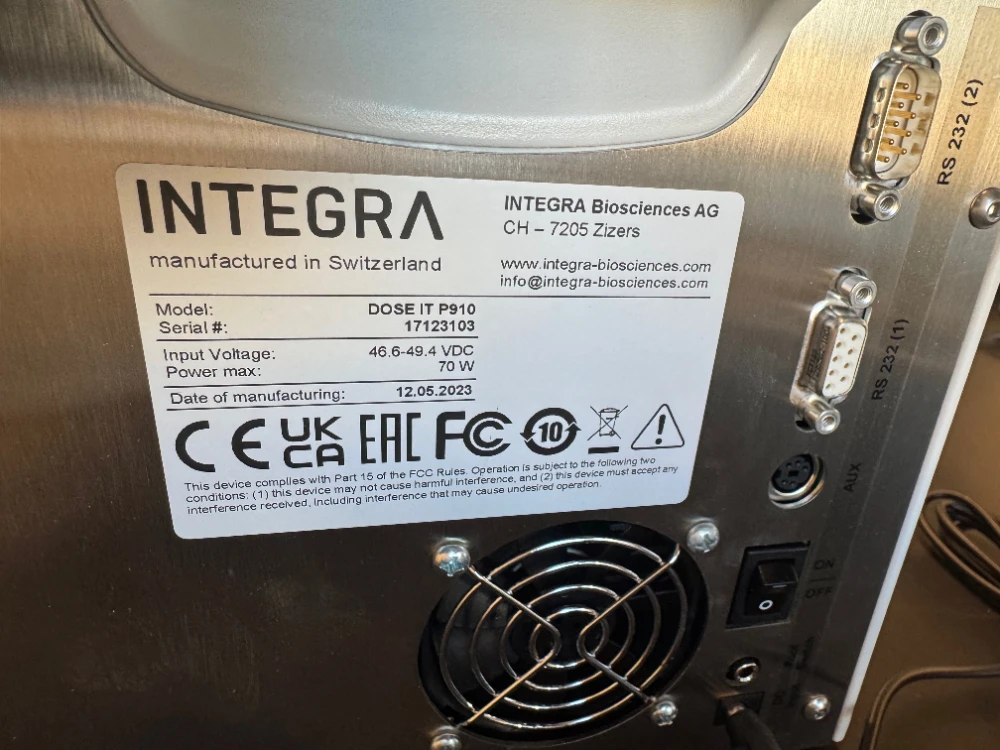 INTEGRA
manufactured in Switzerland
INTEGRA Biosciences AG
CH – 7205 Zizers
www.integra-biosciences.com
info@integra-biosciences.com
Model: DOSE IT P910
Serial #: 17123103
Input Voltage: 46.6-49.4 VDC
Power max: 70 W
Date of manufacturing: 12.05.2023
CE UK CA EAC FC 10
This device complies with Part 15 of the FCC Rules. Operation is subject to the following two
conditions: (1) this device may not cause harmful interference, and (2) this device must accept any
interference received, including interference that may cause undesired operation.
RS 232 (2)
RS 232 (1)
AUX
ON
OFF